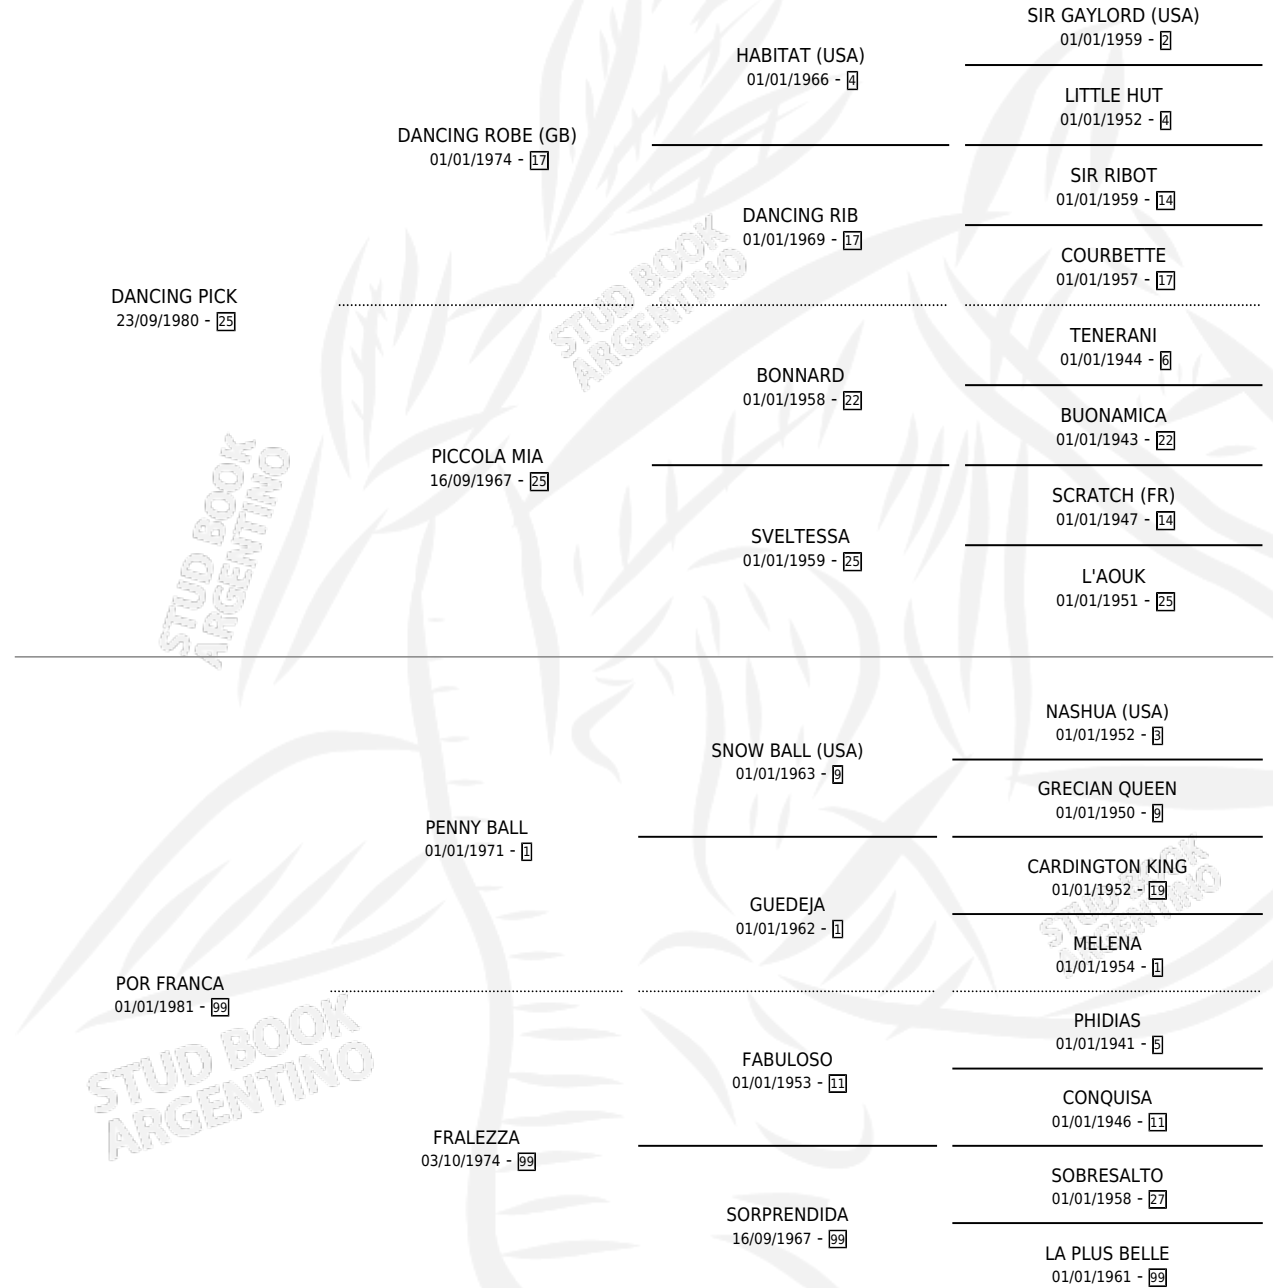 SIR GAYLORD (USA)
01/01/1959 - 2
HABITAT (USA)
01/01/1966 - 4
LITTLE HUT
01/01/1952 - 4
DANCING ROBE (GB)
01/01/1974 - 17
SIR RIBOT
01/01/1959 - 14
DANCING RIB
01/01/1969 - 17
COURBETTE
01/01/1957 - 17
DANCING PICK
23/09/1980 - 25
TENERANI
01/01/1944 - 6
BONNARD
01/01/1958 - 22
BUONAMICA
01/01/1943 - 22
PICCOLA MIA
16/09/1967 - 25
SCRATCH (FR)
01/01/1947 - 14
SVELTESSA
01/01/1959 - 25
L'AOUK
01/01/1951 - 25
NASHUA (USA)
01/01/1952 - 3
SNOW BALL (USA)
01/01/1963 - 9
GRECIAN QUEEN
01/01/1950 - 9
PENNY BALL
01/01/1971 - 1
CARDINGTON KING
01/01/1952 - 19
GUEDEJA
01/01/1962 - 1
MELENA
01/01/1954 - 1
POR FRANCA
01/01/1981 - 99
PHIDIAS
01/01/1941 - 5
FABULOSO
01/01/1953 - 11
CONQUISA
01/01/1946 - 11
FRALEZZA
03/10/1974 - 99
SOBRESALTO
01/01/1958 - 27
SORPRENDIDA
16/09/1967 - 99
LA PLUS BELLE
01/01/1961 - 99
STUD BOOK
ARGENTINO
STUD BOOK
ARGENTINO
STUD BOOK
ARGENTINO
STUD BOOK
ARGENTINO